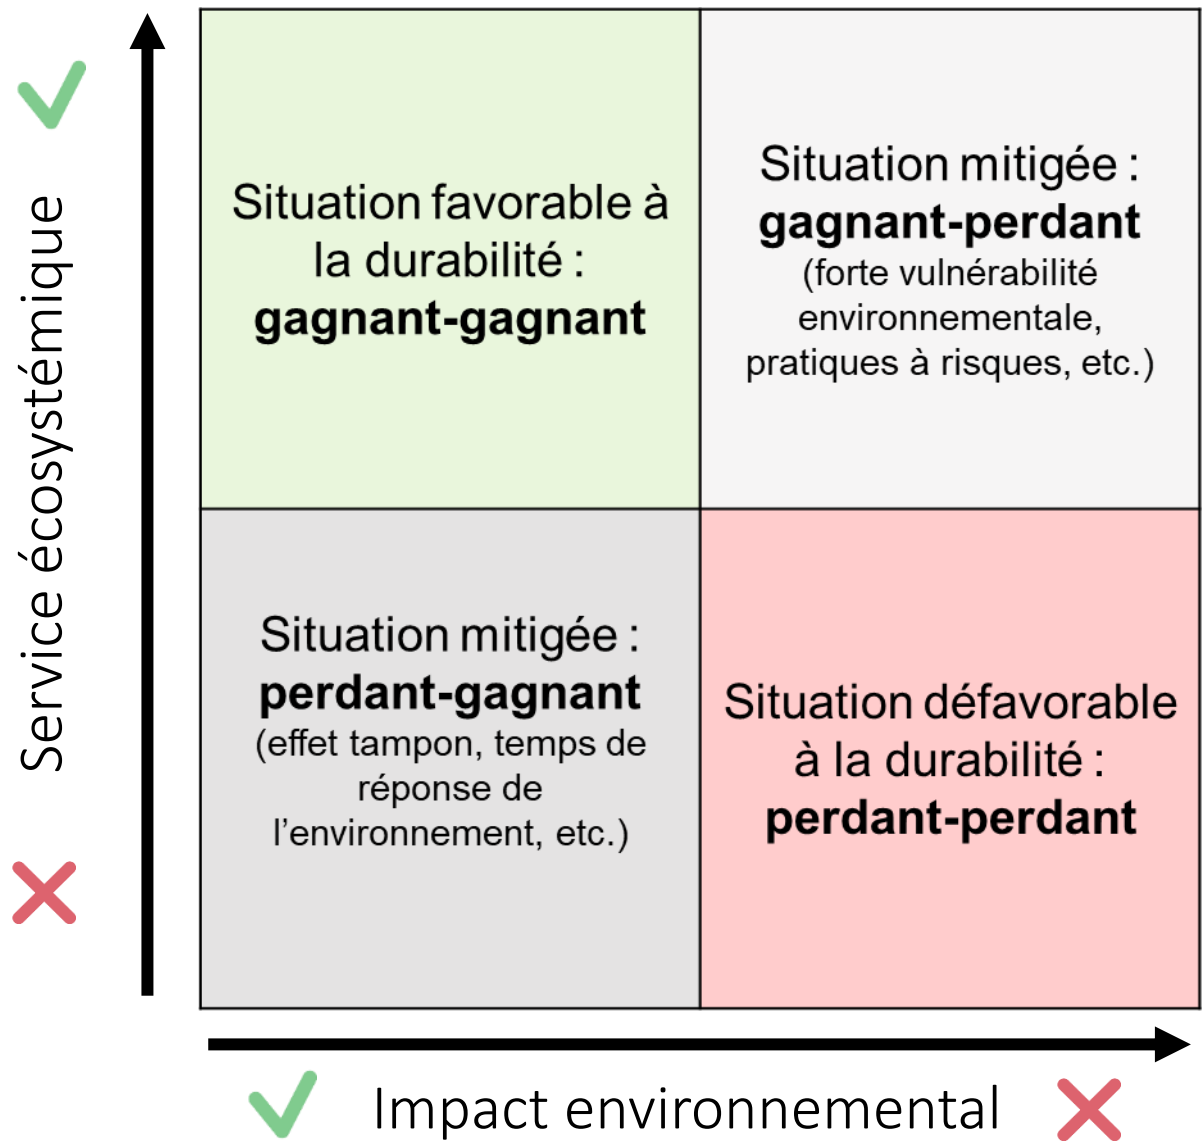 Service écosystémique
Situation favorable à
la durabilité :
gagnant-gagnant
Situation mitigée :
gagnant-perdant
(forte vulnérabilité
environnementale,
pratiques à risques, etc.)
Situation mitigée :
perdant-gagnant
(effet tampon, temps de
réponse de
l'environnement, etc.)
Situation défavorable
à la durabilité :
perdant-perdant
Impact environnemental